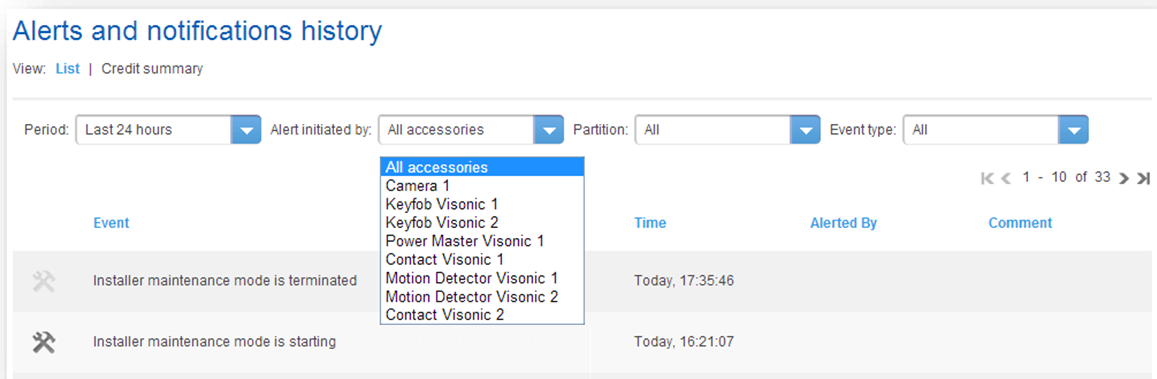 Alerts and notifications history
View: List | Credit summary
Period: Last 24 hours Alert initiated by: All accessories Partition: All Event type: All
All accessories
Camera 1
Keyfob Visonic 1
Keyfob Visonic 2
Power Master Visonic 1
Contact Visonic 1
Motion Detector Visonic 1
Motion Detector Visonic 2
Contact Visonic 2
1 - 10 of 33
Event Time Alerted By Comment
Installer maintenance mode is terminated Today, 17:35:46
Installer maintenance mode is starting Today, 16:21:07